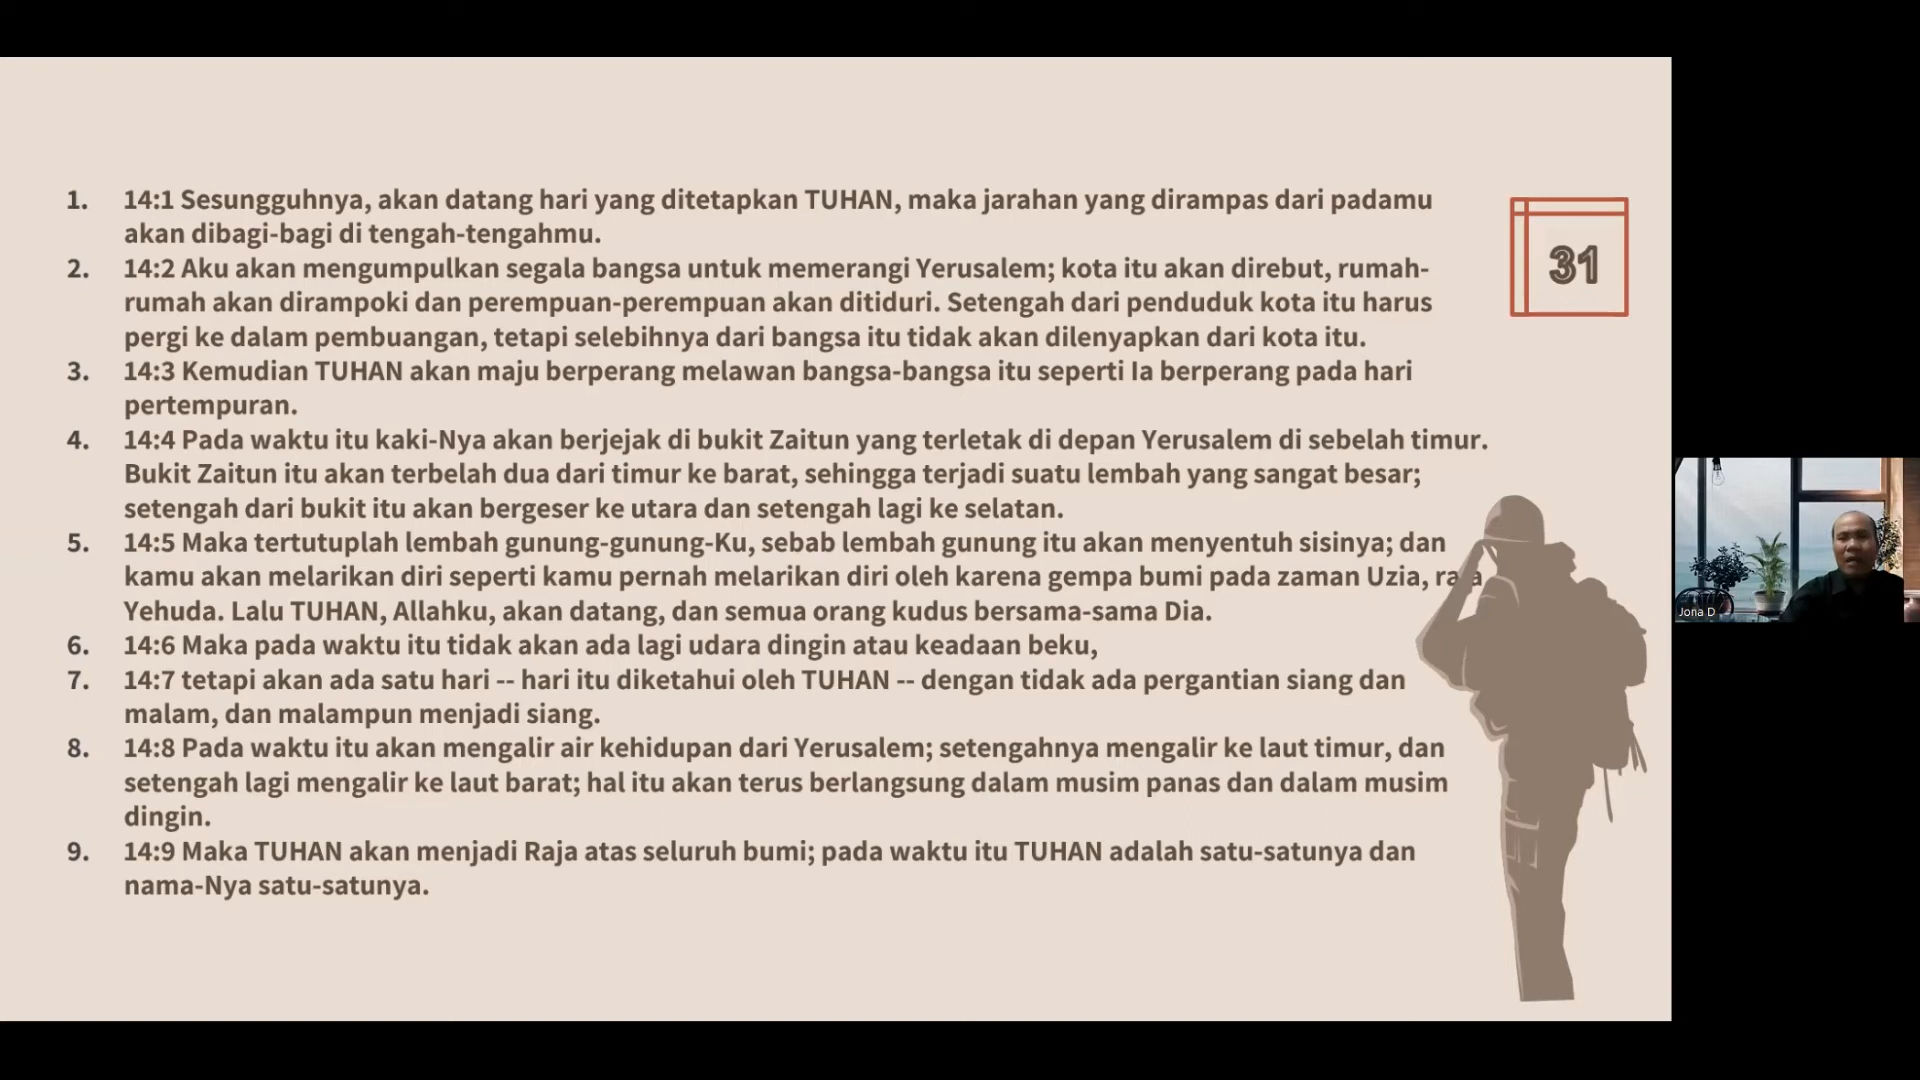 1. 14:1 Sesungguhnya, akan datang hari yang ditetapkan TUHAN, maka jarahan yang dirampas dari padamu
akan dibagi-bagi di tengah-tengahmu.
2. 14:2 Aku akan mengumpulkan segala bangsa untuk memerangi Yerusalem; kota itu akan direbut, rumah-
rumah akan dirampoki dan perempuan-perempuan akan ditiduri. Setengah dari penduduk kota itu harus
pergi ke dalam pembuangan, tetapi selebihnya dari bangsa itu tidak akan dilenyapkan dari kota itu.
3. 14:3 Kemudian TUHAN akan maju berperang melawan bangsa-bangsa itu seperti Ia berperang pada hari
pertempuran.
4. 14:4 Pada waktu itu kaki-Nya akan berjejak di bukit Zaitun yang terletak di depan Yerusalem di sebelah timur.
Bukit Zaitun itu akan terbelah dua dari timur ke barat, sehingga terjadi suatu lembah yang sangat besar;
setengah dari bukit itu akan bergeser ke utara dan setengah lagi ke selatan.
5. 14:5 Maka tertutuplah lembah gunung-gunung-Ku, sebab lembah gunung itu akan menyentuh sisinya; dan
kamu akan melarikan diri seperti kamu pernah melarikan diri oleh karena gempa bumi pada zaman Uzia, raja
Yehuda. Lalu TUHAN, Allahku, akan datang, dan semua orang kudus bersama-sama Dia.
6. 14:6 Maka pada waktu itu tidak akan ada lagi udara dingin atau keadaan beku,
7. 14:7 tetapi akan ada satu hari -- hari itu diketahui oleh TUHAN -- dengan tidak ada pergantian siang dan
malam, dan malampun menjadi siang.
8. 14:8 Pada waktu itu akan mengalir air kehidupan dari Yerusalem; setengahnya mengalir ke laut timur, dan
setengah lagi mengalir ke laut barat; hal itu akan terus berlangsung dalam musim panas dan dalam musim
dingin.
9. 14:9 Maka TUHAN akan menjadi Raja atas seluruh bumi; pada waktu itu TUHAN adalah satu-satunya dan
nama-Nya satu-satunya.
31
Jona D